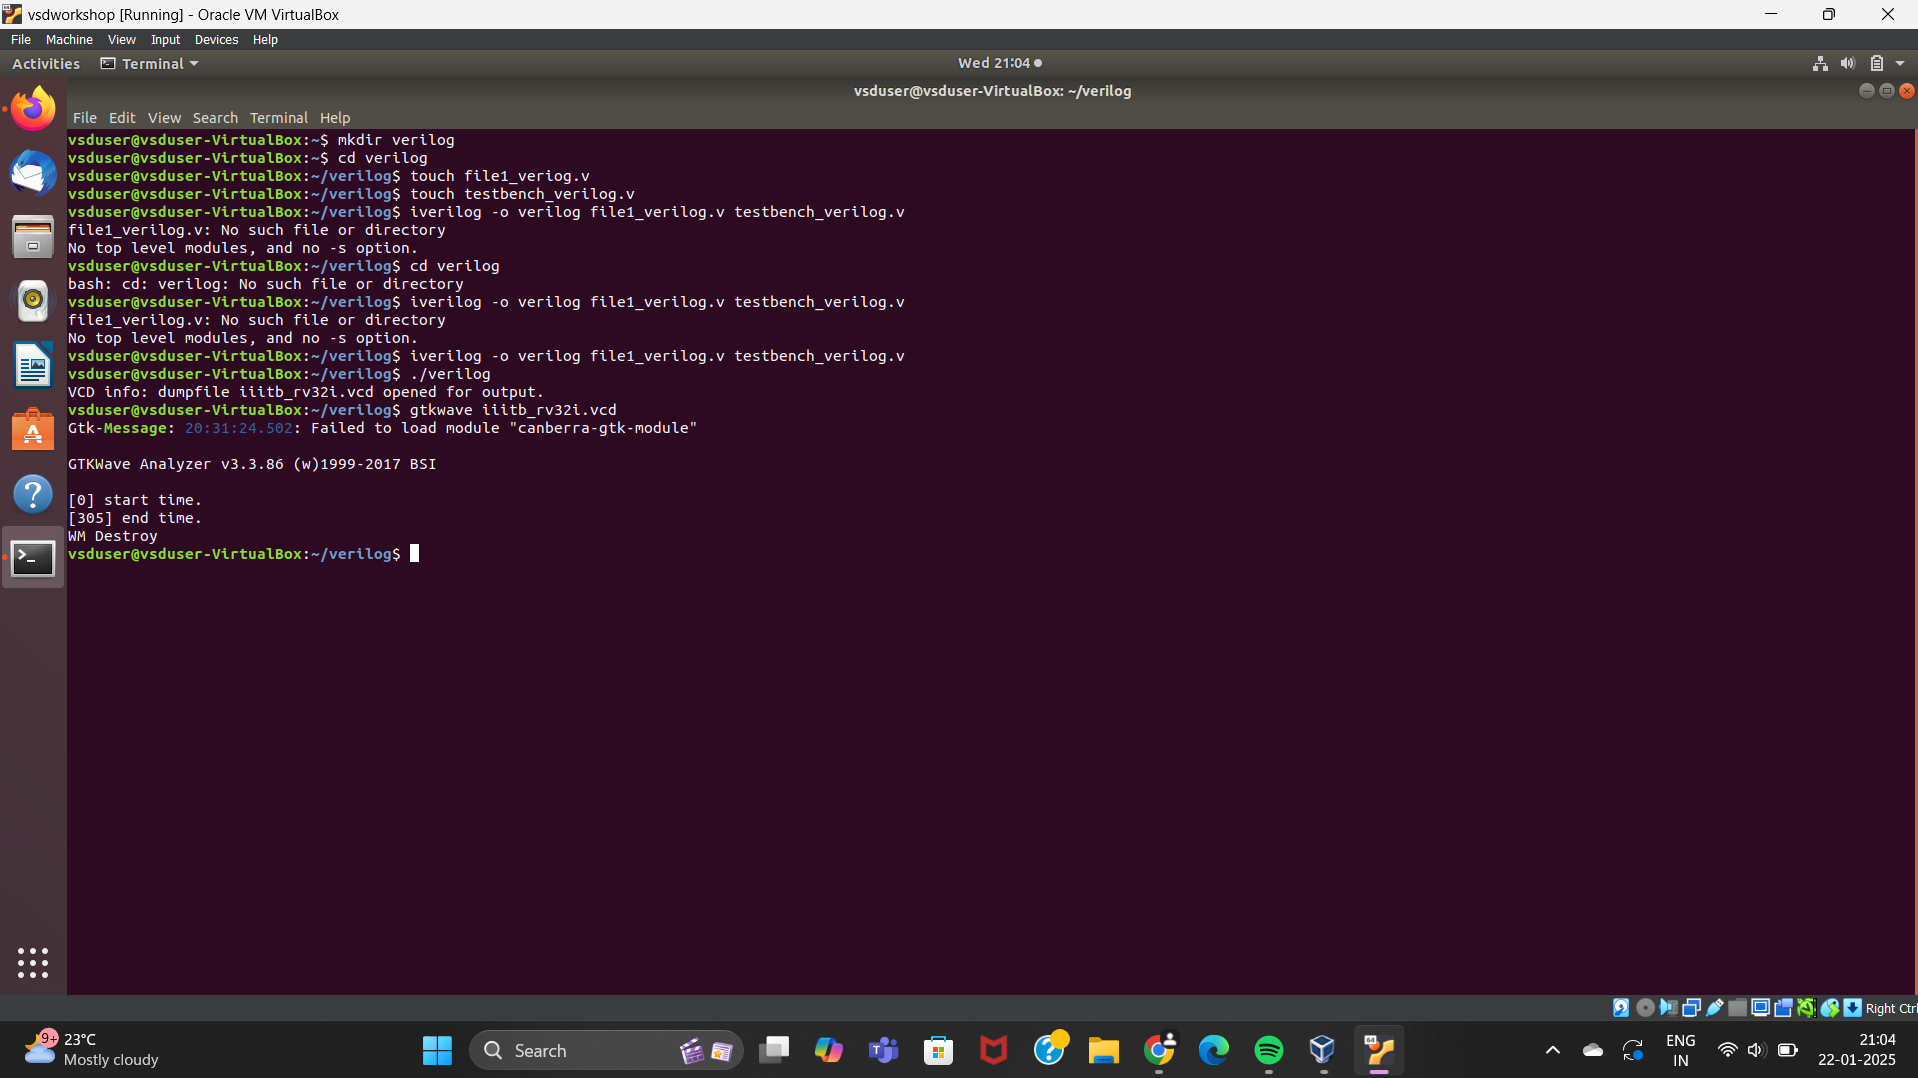 vsdworkshop [Running] - Oracle VM VirtualBox
File Machine View Input Devices Help
Activities Terminal Wed 21:04
vsduser@vsduser-VirtualBox: ~/verilog
File Edit View Search Terminal Help
vsduser@vsduser-VirtualBox:~$ mkdir verilog
vsduser@vsduser-VirtualBox:~$ cd verilog
vsduser@vsduser-VirtualBox:~/verilog$ touch file1_veriog.v
vsduser@vsduser-VirtualBox:~/verilog$ touch testbench_verilog.v
vsduser@vsduser-VirtualBox:~/verilog$ iverilog -o verilog file1_verilog.v testbench_verilog.v
file1_verilog.v: No such file or directory
No top level modules, and no -s option.
vsduser@vsduser-VirtualBox:~/verilog$ cd verilog
bash: cd: verilog: No such file or directory
vsduser@vsduser-VirtualBox:~/verilog$ iverilog -o verilog file1_verilog.v testbench_verilog.v
file1_verilog.v: No such file or directory
No top level modules, and no -s option.
vsduser@vsduser-VirtualBox:~/verilog$ iverilog -o verilog file1_verilog.v testbench_verilog.v
vsduser@vsduser-VirtualBox:~/verilog$ ./verilog
VCD info: dumpfile iiitb_rv32i.vcd opened for output.
vsduser@vsduser-VirtualBox:~/verilog$ gtkwave iiitb_rv32i.vcd
Gtk-Message: 20:31:24.502: Failed to load module "canberra-gtk-module"
GTKWave Analyzer v3.3.86 (w)1999-2017 BSI
[0] start time.
[305] end time.
WM Destroy
vsduser@vsduser-VirtualBox:~/verilog$
Right Ctrl
9+ 23°C
Mostly cloudy
Search
64
ENG
IN
21:04
22-01-2025